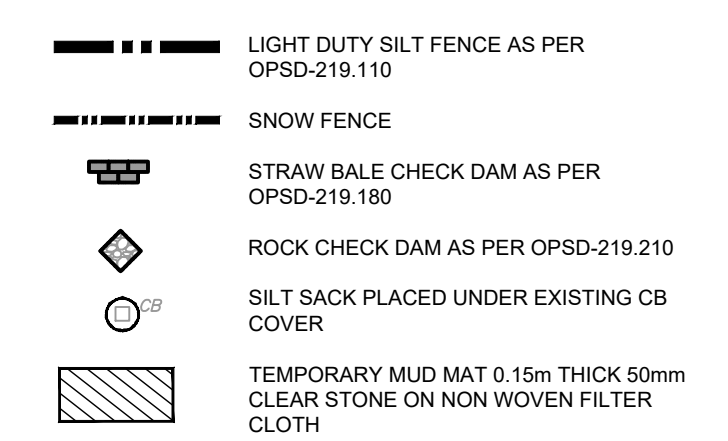 LIGHT DUTY SILT FENCE AS PER
OPSD-219.110
SNOW FENCE
STRAW BALE CHECK DAM AS PER
OPSD-219.180
ROCK CHECK DAM AS PER OPSD-219.210
CB
SILT SACK PLACED UNDER EXISTING CB
COVER
TEMPORARY MUD MAT 0.15m THICK 50mm
CLEAR STONE ON NON WOVEN FILTER
CLOTH